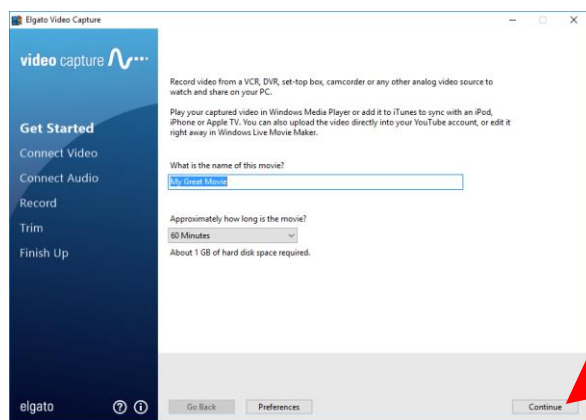 Elgato Video Capture
video capture
Get Started
Connect Video
Connect Audio
Record
Trim
Finish Up
elgato
Record video from a VCR, DVR, set-top box, camcorder or any other analog video source to
watch and share on your PC.
Play your captured video in Windows Media Player or add it to iTunes to sync with an iPod,
iPhone or Apple TV. You can also upload the video directly into your YouTube account, or edit it
right away in Windows Live Movie Maker.
What is the name of this movie?
My Great Movie
Approximately how long is the movie?
60 Minutes
About 1 GB of hard disk space required.
Go Back
Preferences
Continue